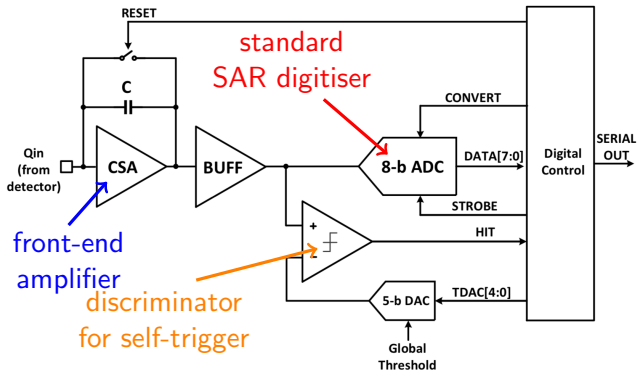 RESET
standard
SAR digitiser
C
CONVERT
Qin
(from
detector)
CSA
BUFF
8-b ADC
DATA[7:0]
Digital
Control
SERIAL
OUT
STROBE
+
-
HIT
front-end
amplifier
discriminator
for self-trigger
5-b DAC
TDAC[4:0]
Global
Threshold